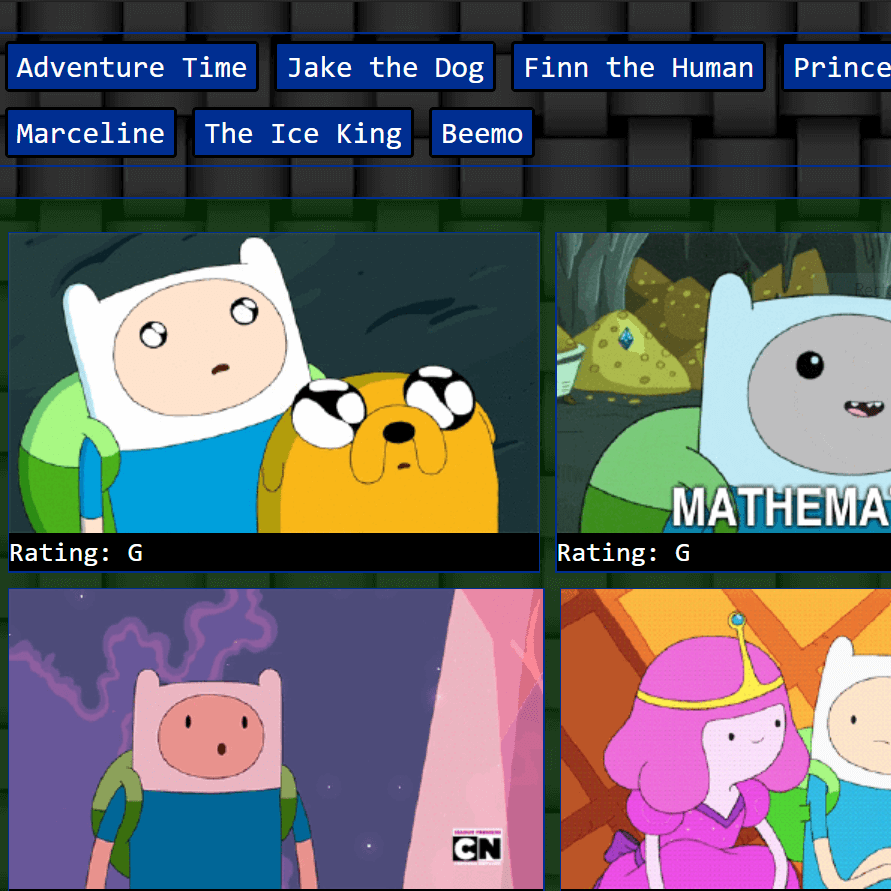 Adventure Time Jake the Dog Finn the Human Prince
Marceline The Ice King Beemo
MATHEMA
Rating: G Rating: G
CN